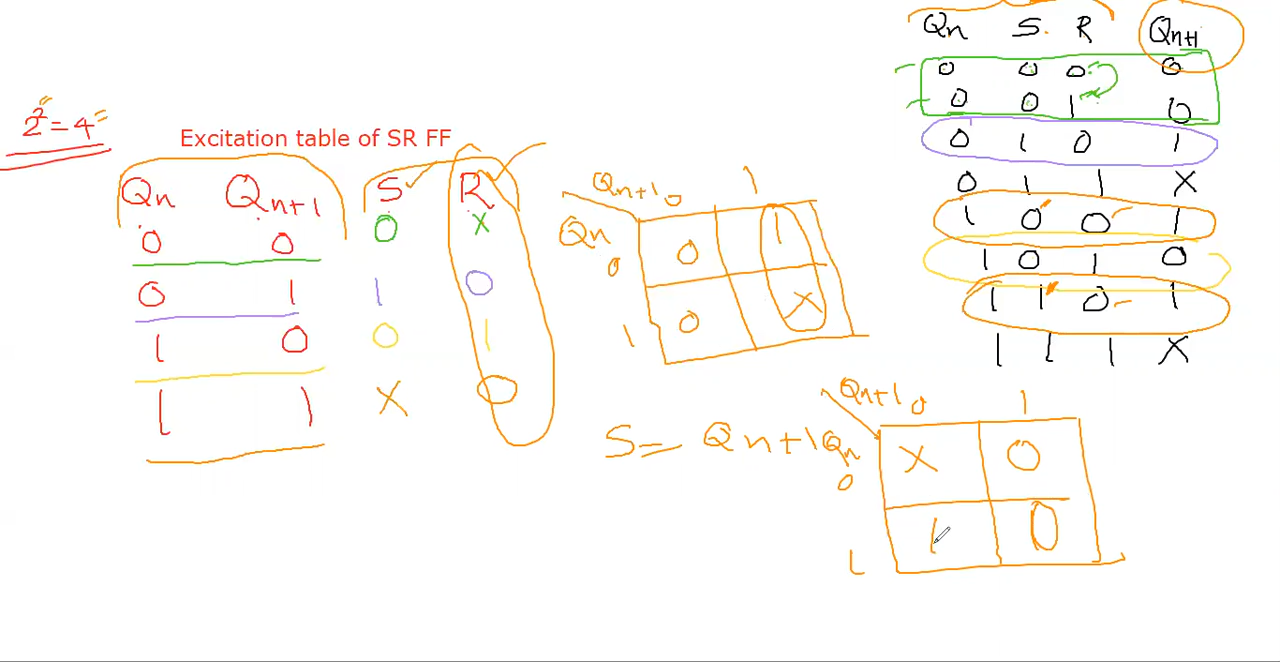 2² = 4
Excitation table of SR FF
Qn Qn+1 S R
0 0 0 X
0 1 1 0
1 0 0 1
1 1 X 0
Qn+1 0 1
Qn
0 0 1
1 0 X
S = Qn+1
Qn+1 0 1
Qn
0 X 0
1 1 0
Qn S R Qn+1
0 0 0 0
0 0 1 0
0 1 0 1
0 1 1 X
1 0 0 1
1 0 1 0
1 1 0 1
1 1 1 X